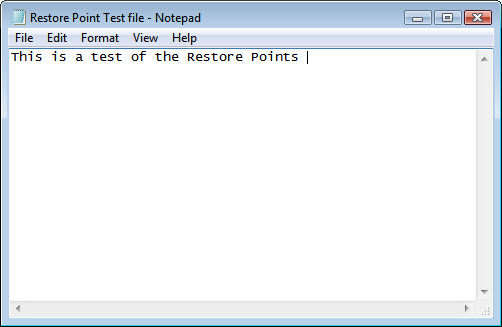 Restore Point Test file - Notepad
File Edit Format View Help
This is a test of the Restore Points